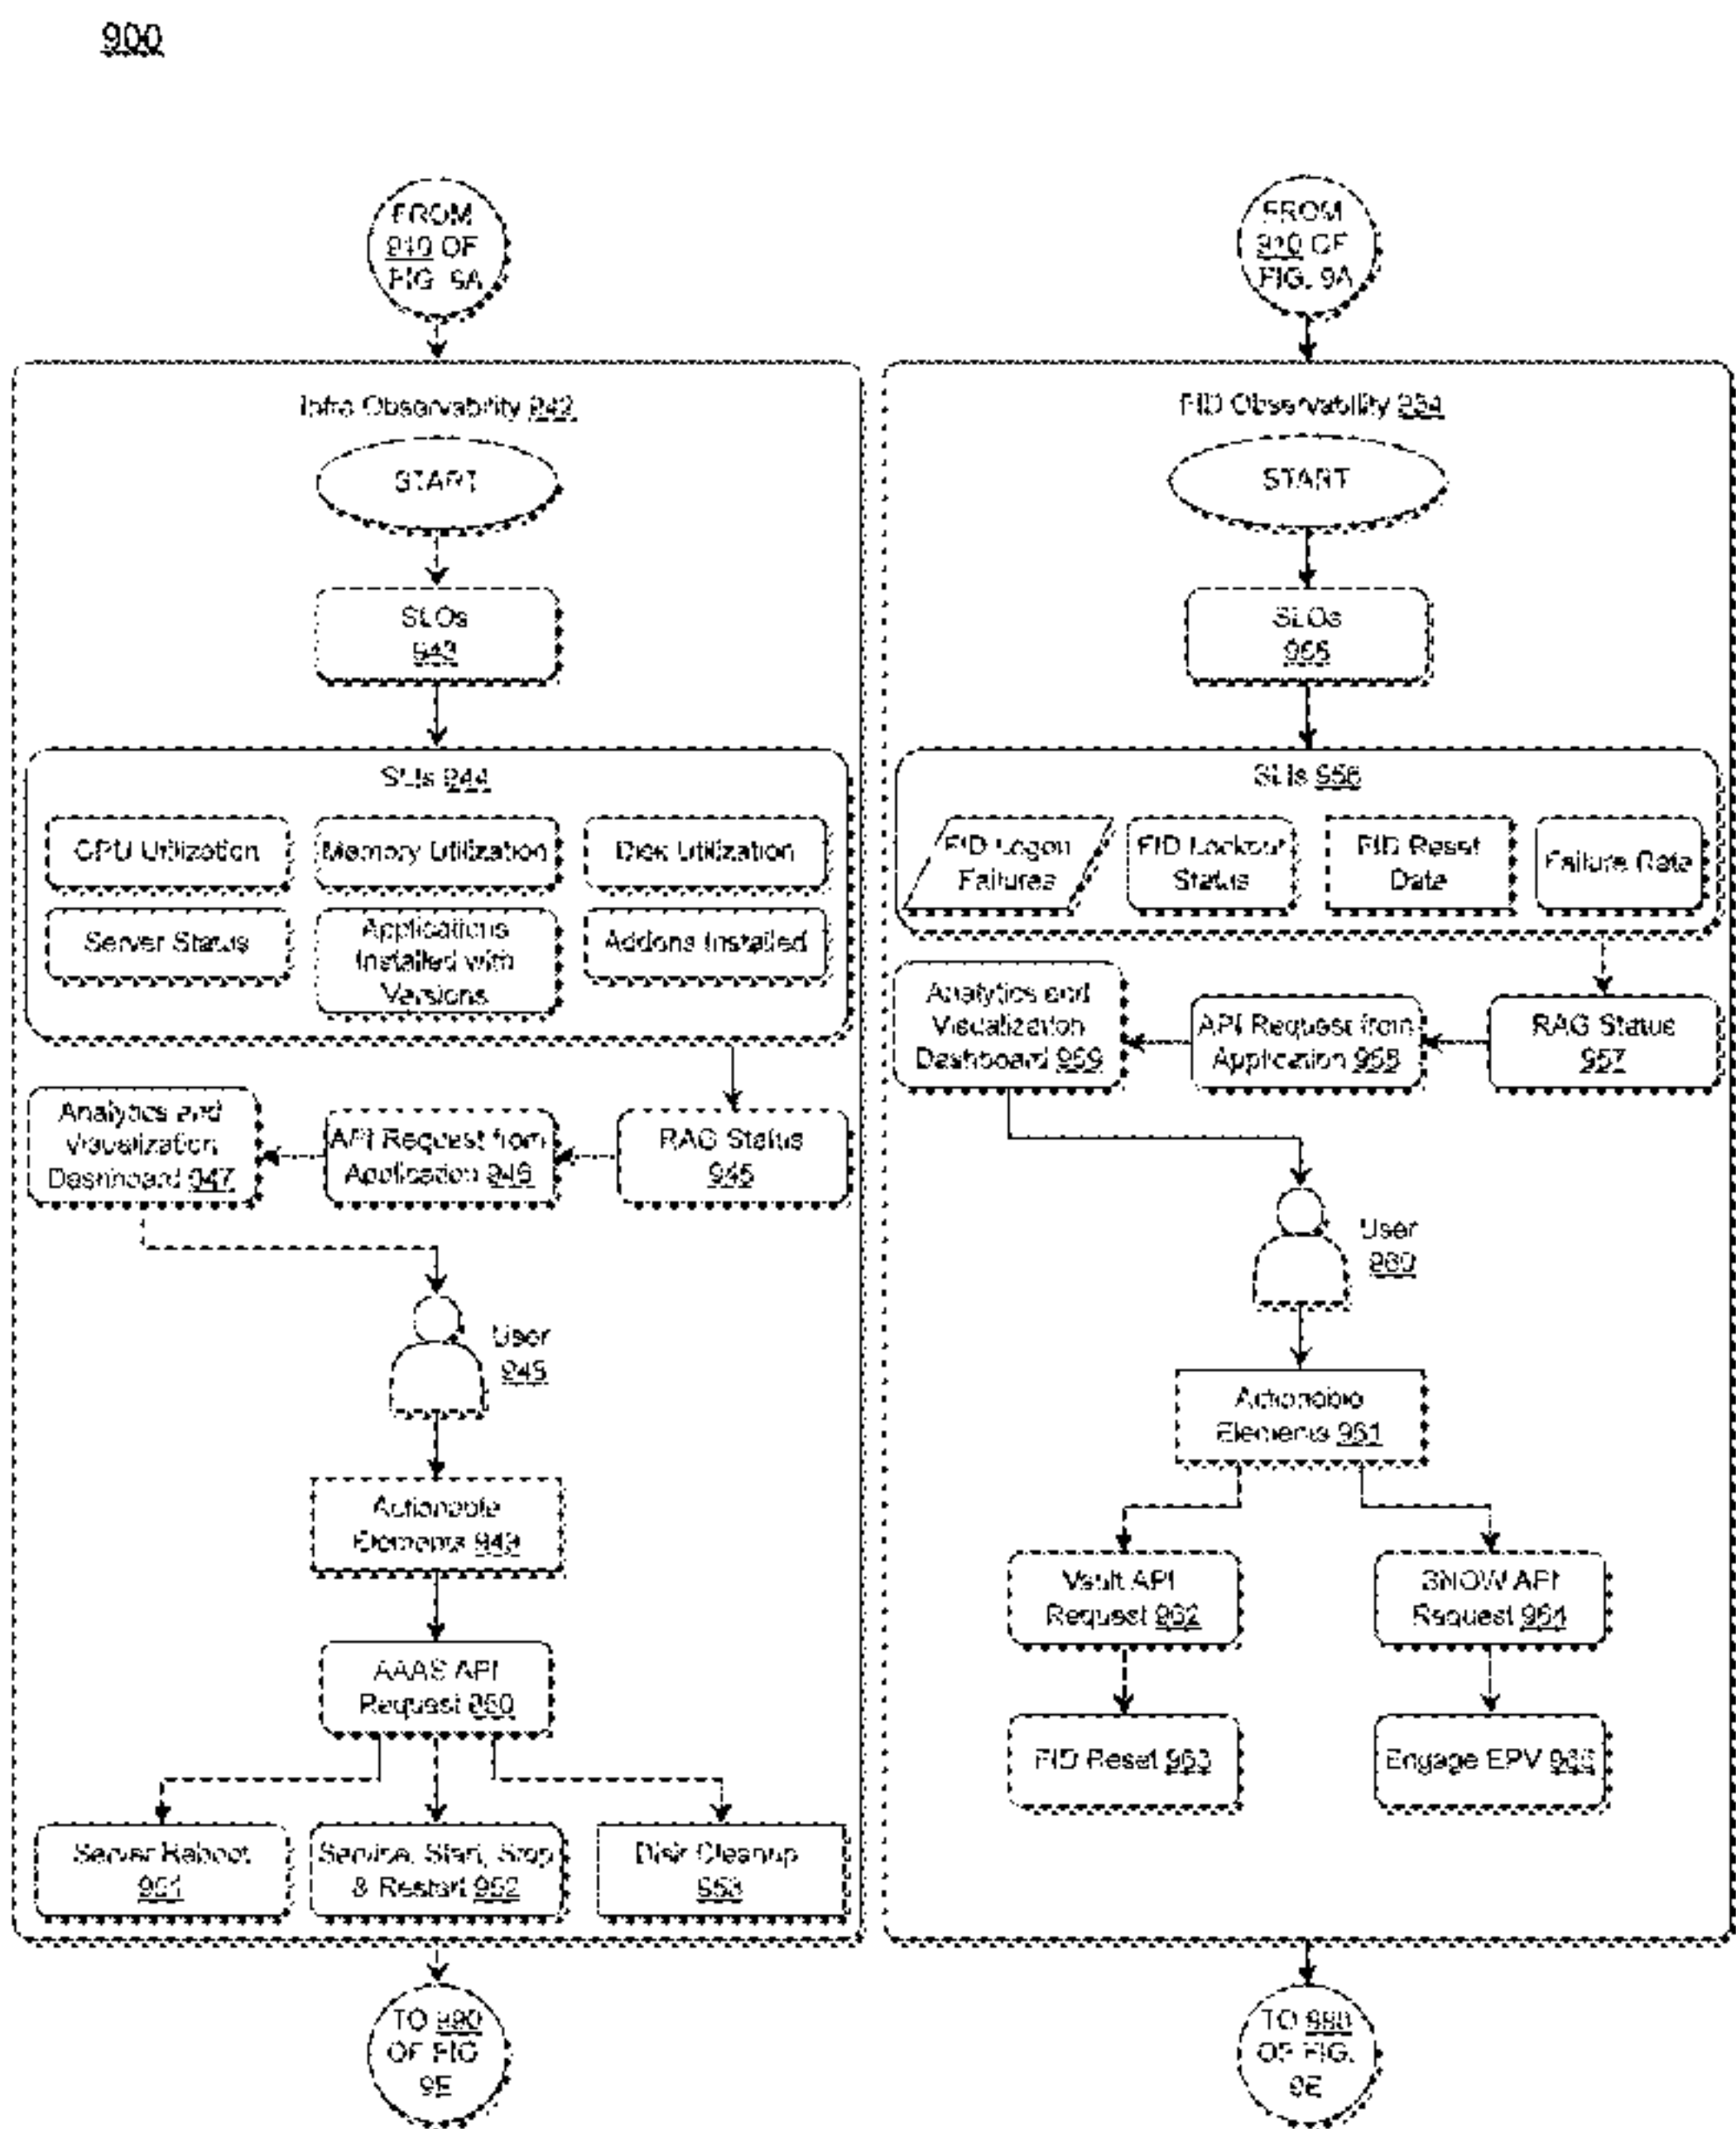 900
FROM
910 OF
FIG. 9A
Infra Observability 942
START
SLOs
943
SLIs 944
CPU Utilization
Memory Utilization
Disk Utilization
Server Status
Applications
Installed with
Versions
Addons Installed
Analytics and
Visualization
Dashboard 947
API Request from
Application 946
RAG Status
945
User
948
Actionable
Elements 949
AAAS API
Request 950
Server Reboot
951
Service, Start, Stop
& Restart 952
Disk Cleanup
953
TO 990
OF FIG.
9E
FROM
910 OF
FIG. 9A
FID Observability 954
START
SLOs
955
SLIs 956
FID Logon
Failures
FID Lockout
Status
FID Reset
Data
Failure Rate
Analytics and
Visualization
Dashboard 959
API Request from
Application 958
RAG Status
957
User
960
Actionable
Elements 961
Vault API
Request 962
SNOW API
Request 964
FID Reset 963
Engage EPV 965
TO 990
OF FIG.
9E